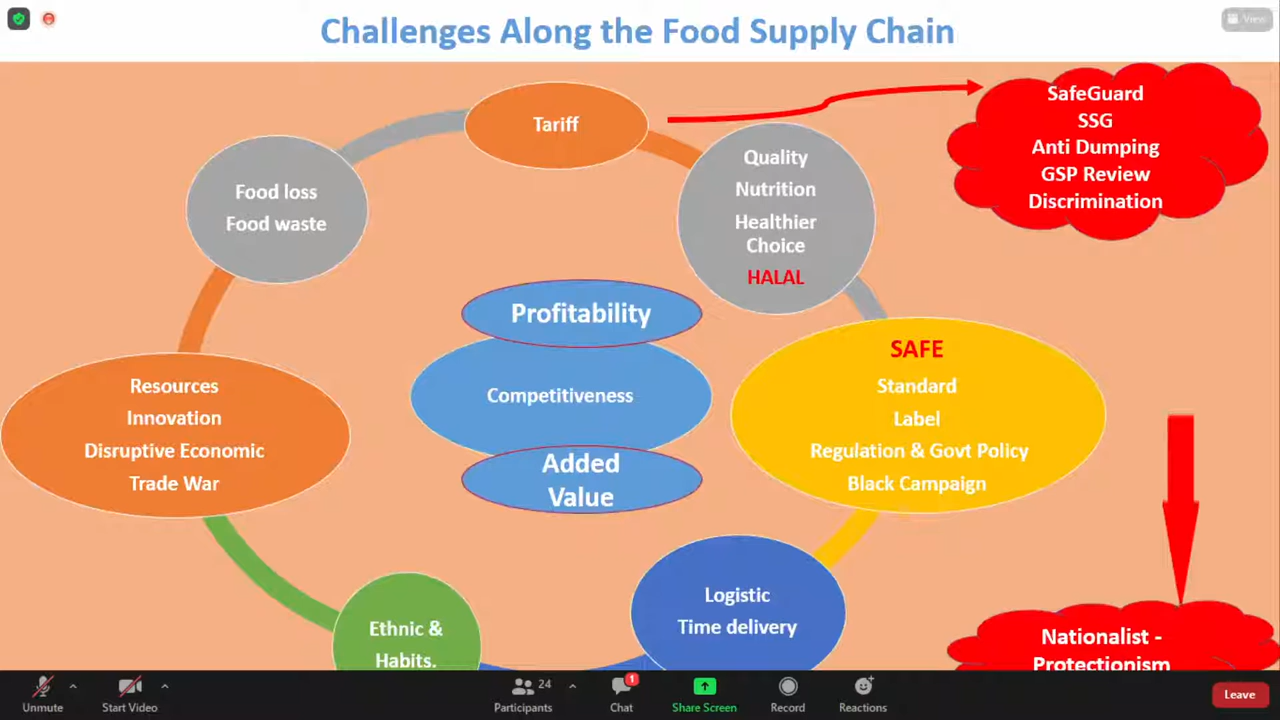 Challenges Along the Food Supply Chain
View
Tariff
SafeGuard
SSG
Anti Dumping
GSP Review
Discrimination
Quality
Nutrition
Healthier
Choice
HALAL
Food loss
Food waste
Profitability
Competitiveness
Added
Value
SAFE
Standard
Label
Regulation & Govt Policy
Black Campaign
Resources
Innovation
Disruptive Economic
Trade War
Logistic
Time delivery
Ethnic &
Habits.
Nationalist -
Protectionism
Unmute
Start Video
24
Participants
1
Chat
Share Screen
Record
Reactions
Leave